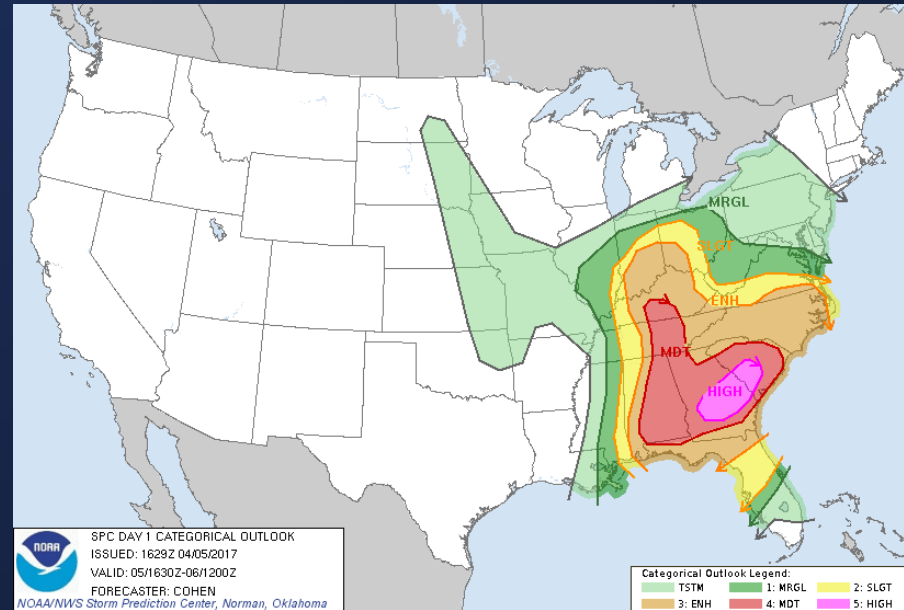 MRGL
SLGT
ENH
MDT
HIGH
NOAA
SPC DAY 1 CATEGORICAL OUTLOOK
ISSUED: 1629Z 04/05/2017
VALID: 05/1630Z-06/1200Z
FORECASTER: COHEN
NOAA/NWS Storm Prediction Center, Norman, Oklahoma
Categorical Outlook Legend:
TSTM 1: MRGL 2: SLGT
3: ENH 4: MDT 5: HIGH